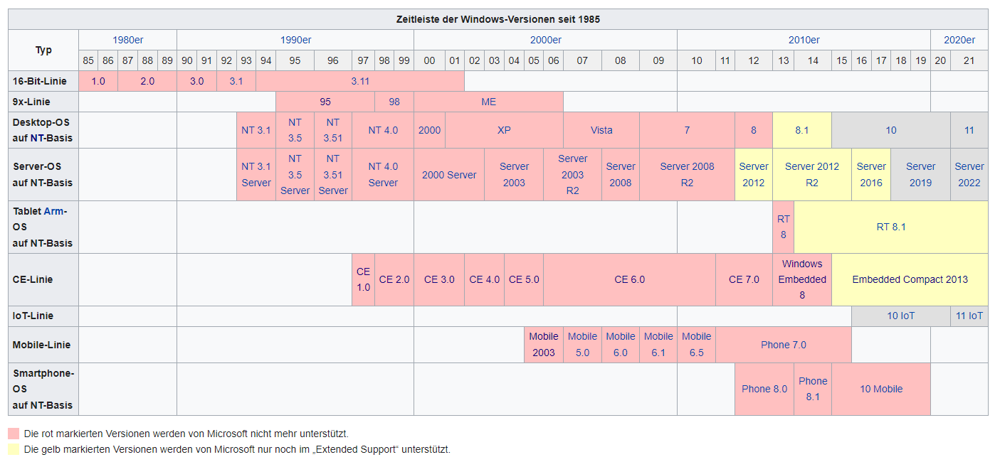 Zeitleiste der Windows-Versionen seit 1985
Typ
1980er 1990er 2000er 2010er 2020er
85 86 87 88 89 90 91 92 93 94 95 96 97 98 99 00 01 02 03 04 05 06 07 08 09 10 11 12 13 14 15 16 17 18 19 20 21
16-Bit-Linie 1.0 2.0 3.0 3.1 3.11
9x-Linie 95 98 ME
Desktop-OS
auf NT-Basis
NT 3.1
NT
3.5
NT
3.51
NT 4.0 2000 XP Vista 7 8 8.1 10 11
Server-OS
auf NT-Basis
NT 3.1
Server
NT
3.5
Server
NT
3.51
Server
NT 4.0
Server
2000 Server
Server
2003
Server
2003
R2
Server
2008
Server 2008
R2
Server
2012
Server 2012
R2
Server
2016
Server
2019
Server
2022
Tablet Arm-
OS
auf NT-Basis
RT
8
RT 8.1
CE-Linie
CE
1.0
CE 2.0 CE 3.0 CE 4.0 CE 5.0 CE 6.0 CE 7.0
Windows
Embedded
8
Embedded Compact 2013
IoT-Linie 10 IoT 11 IoT
Mobile-Linie
Mobile
2003
Mobile
5.0
Mobile
6.0
Mobile
6.1
Mobile
6.5
Phone 7.0
Smartphone-
OS
auf NT-Basis
Phone 8.0
Phone
8.1
10 Mobile
Die rot markierten Versionen werden von Microsoft nicht mehr unterstützt.
Die gelb markierten Versionen werden von Microsoft nur noch im „Extended Support“ unterstützt.